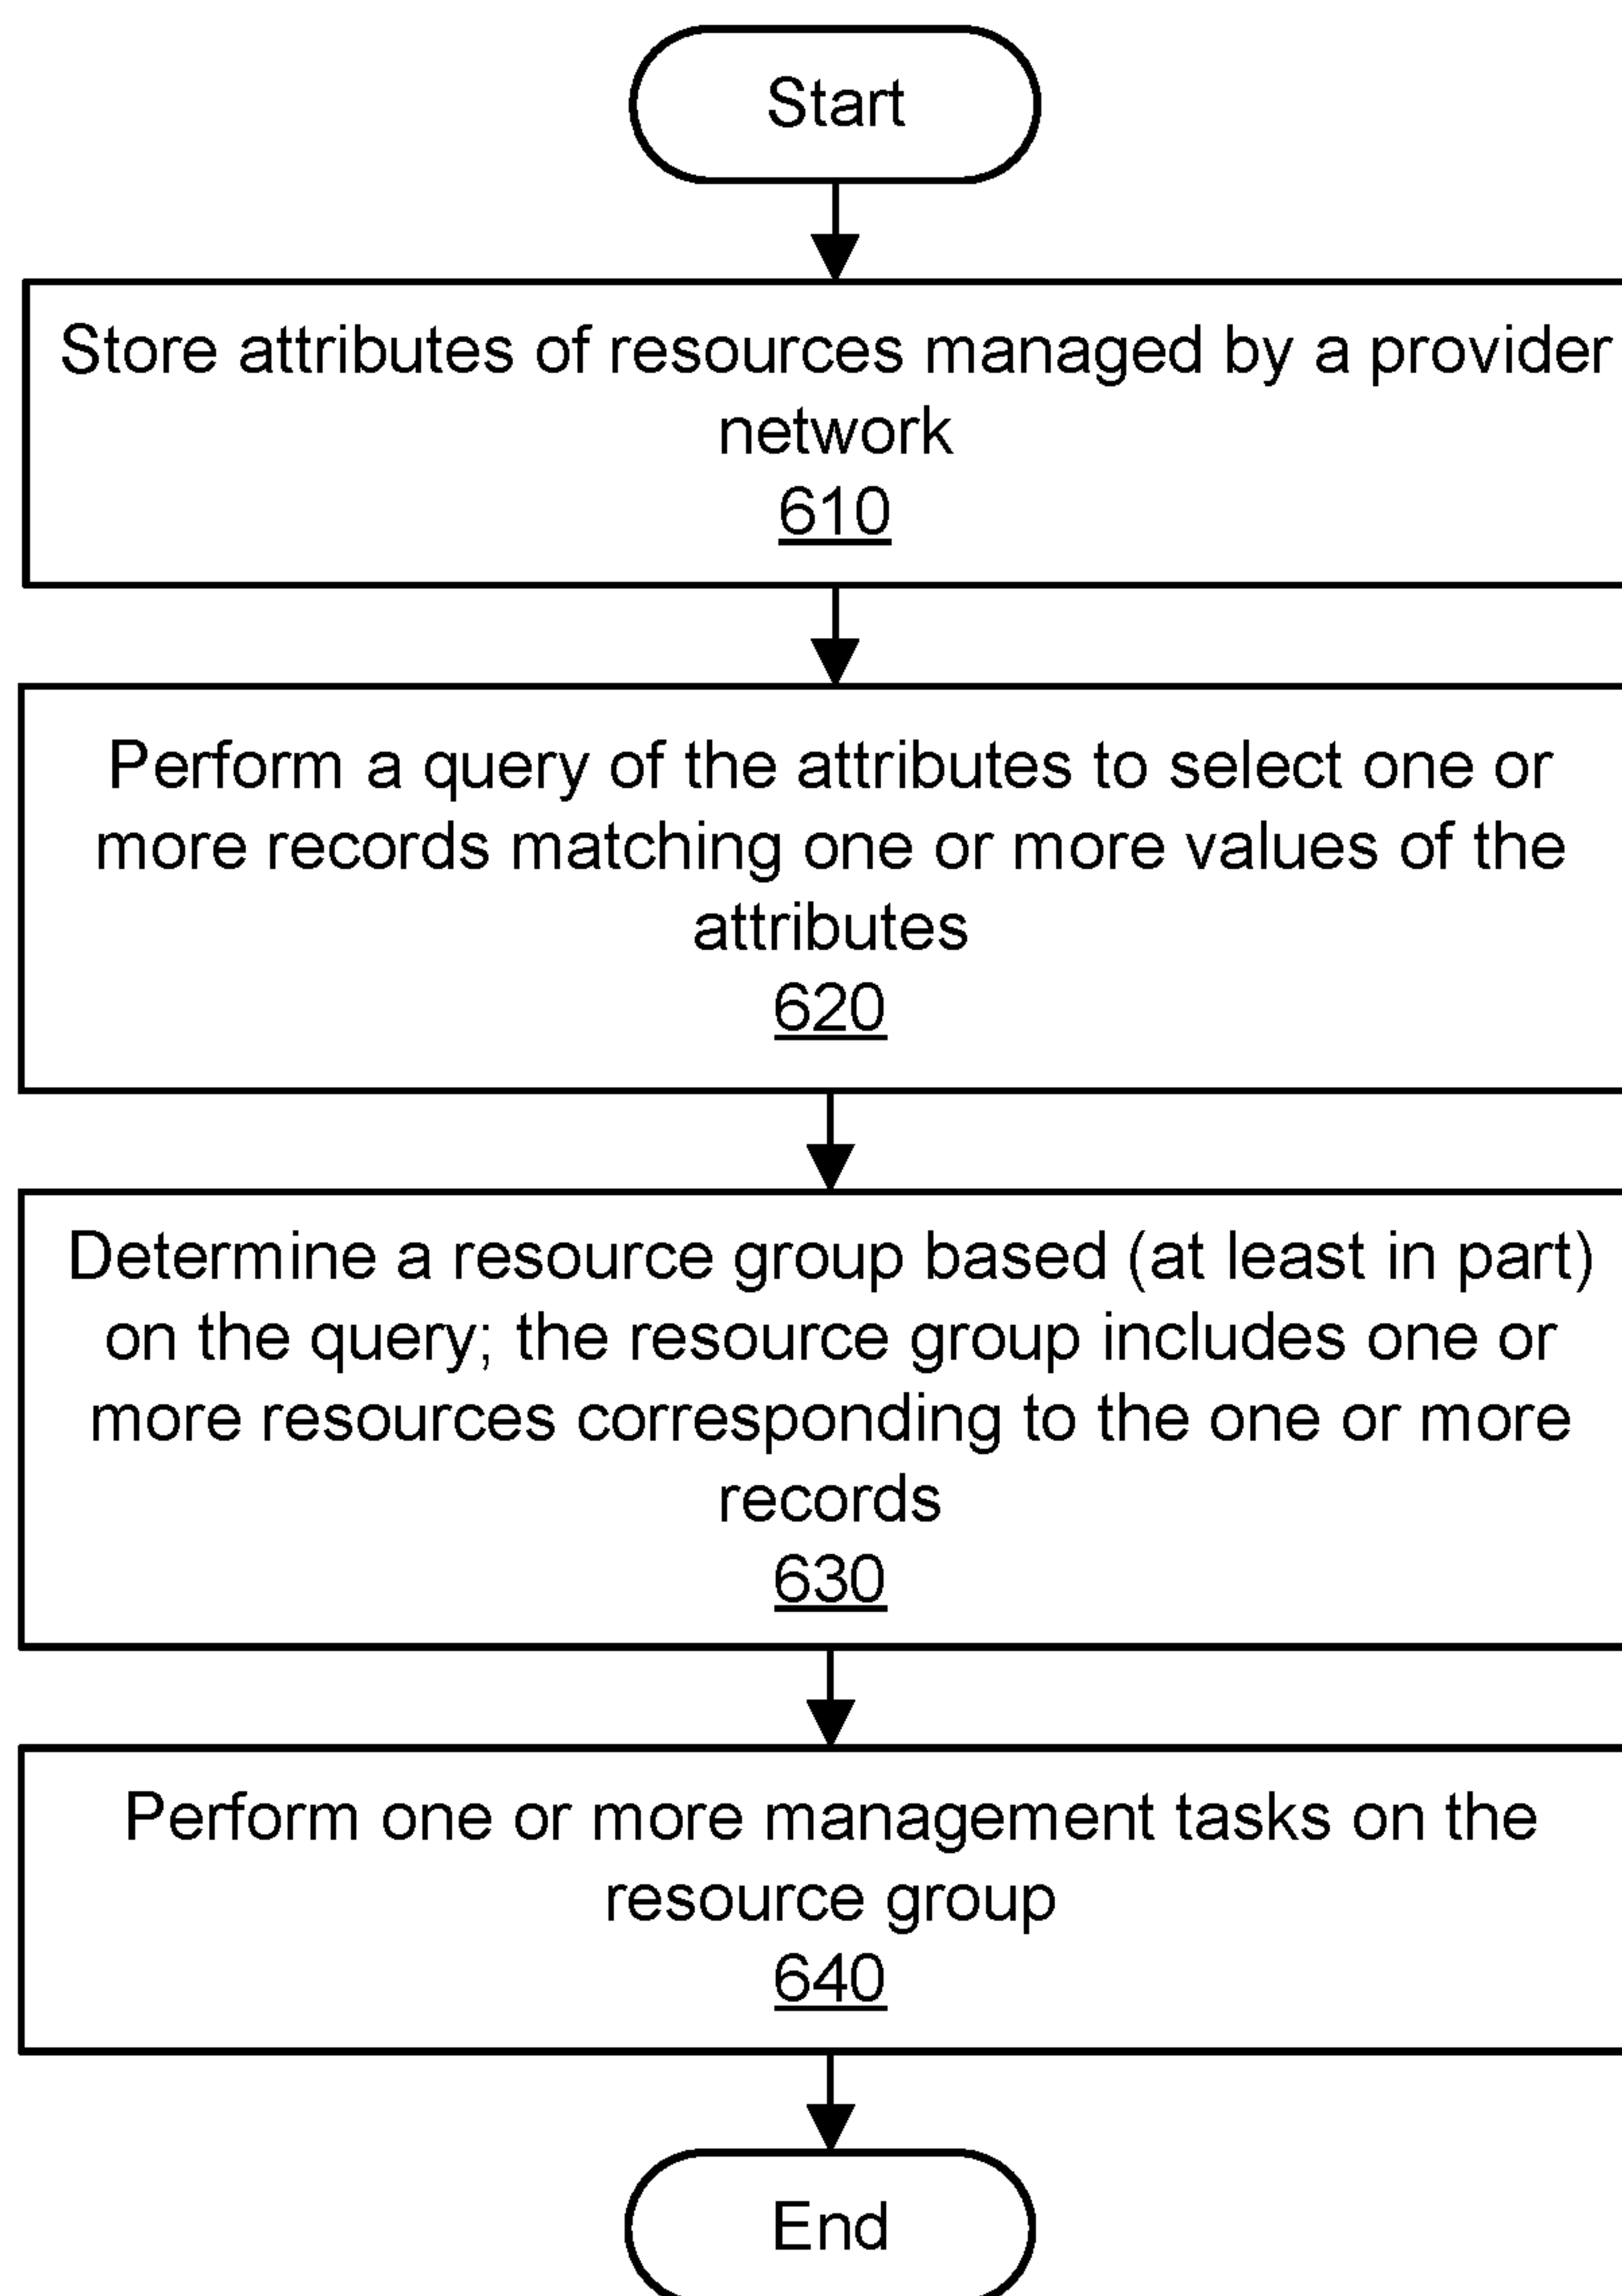 Start
Store attributes of resources managed by a provider
network
610
Perform a query of the attributes to select one or
more records matching one or more values of the
attributes
620
Determine a resource group based (at least in part)
on the query; the resource group includes one or
more resources corresponding to the one or more
records
630
Perform one or more management tasks on the
resource group
640
End